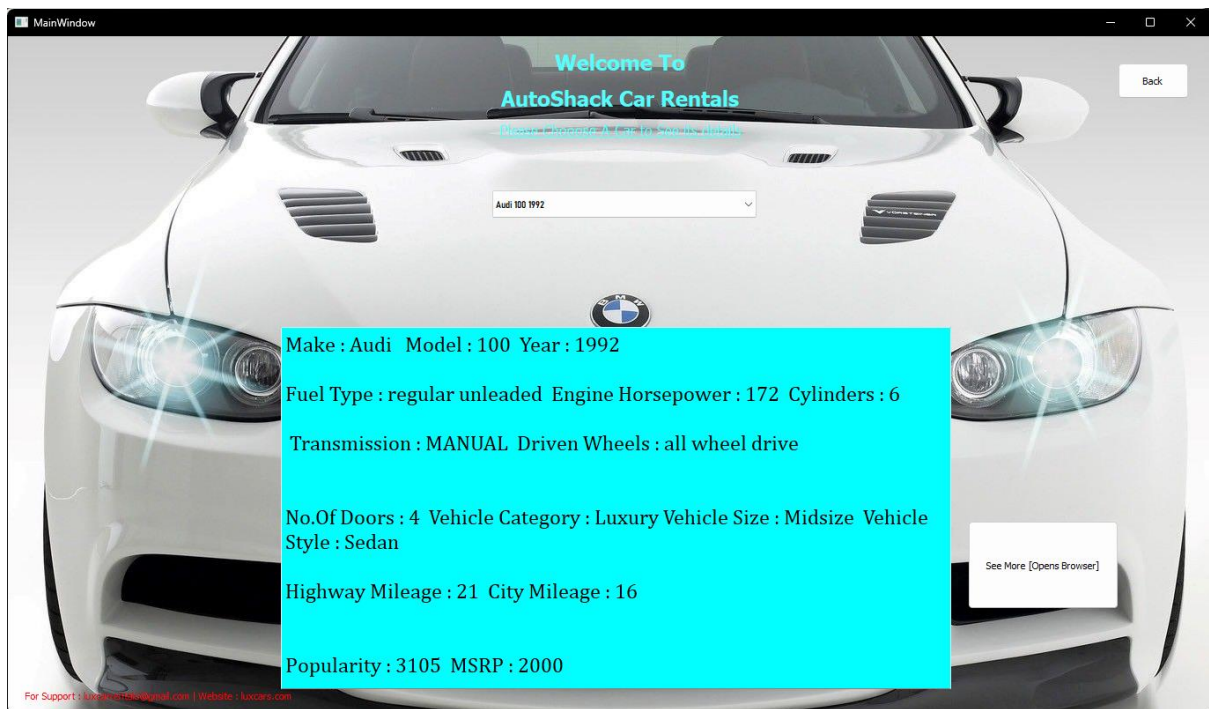 MainWindow
Welcome To
AutoShack Car Rentals
Back
Audi 100 1992
VORSTEINER
BMW
Make : Audi Model : 100 Year : 1992
Fuel Type : regular unleaded Engine Horsepower : 172 Cylinders : 6
Transmission : MANUAL Driven Wheels : all wheel drive
No.Of Doors : 4 Vehicle Category : Luxury Vehicle Size : Midsize Vehicle
Style : Sedan
Highway Mileage : 21 City Mileage : 16
Popularity : 3105 MSRP : 2000
See More [Opens Browser]
For Support : | Website : luxcars.com